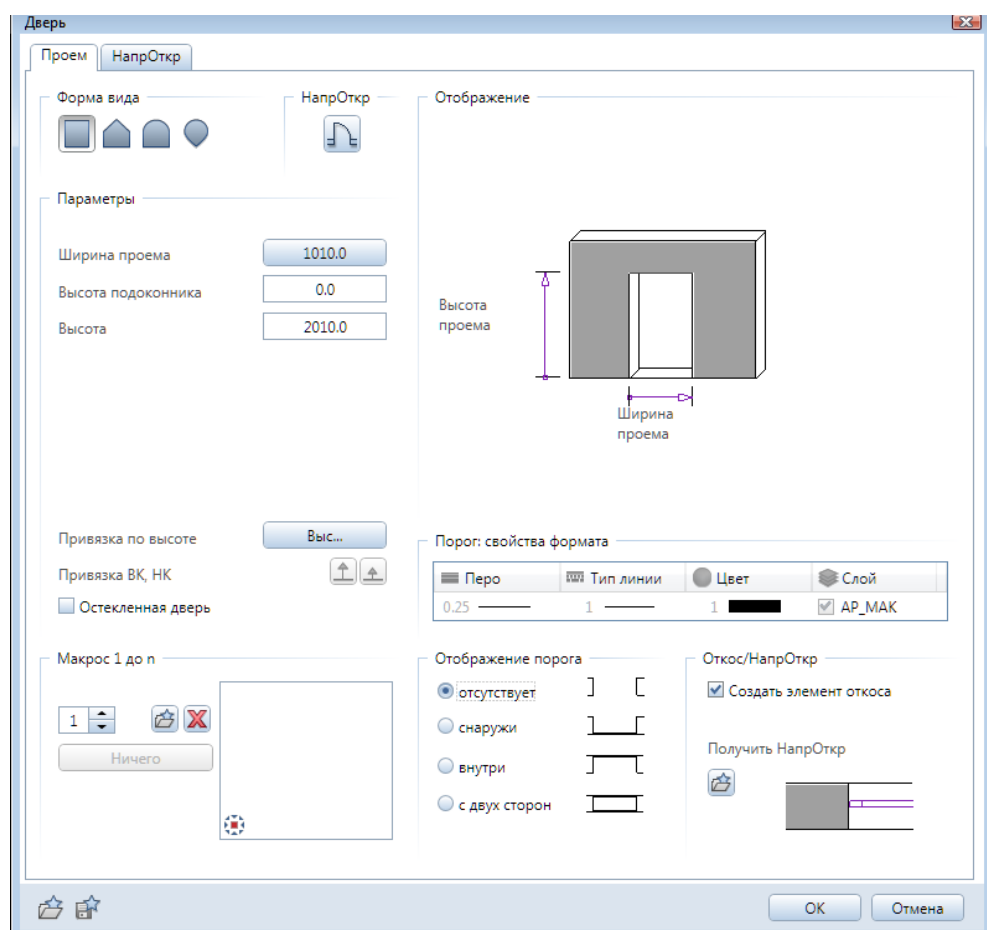 Дверь
Проем
НапрОткр
Форма вида
НапрОткр
Отображение
Параметры
Ширина проема
1010.0
Высота подоконника
0.0
Высота
2010.0
Высота
проема
Ширина
проема
Привязка по высоте
Выс...
Привязка ВК, НК
Остекленная дверь
Порог: свойства формата
Перо
Тип линии
Цвет
Слой
0.25
1
1
AP_MAK
Макрос 1 до n
1
Ничего
Отображение порога
отсутствует
снаружи
внутри
с двух сторон
Откос/НапрОткр
Создать элемент откоса
Получить НапрОткр
ОК
Отмена